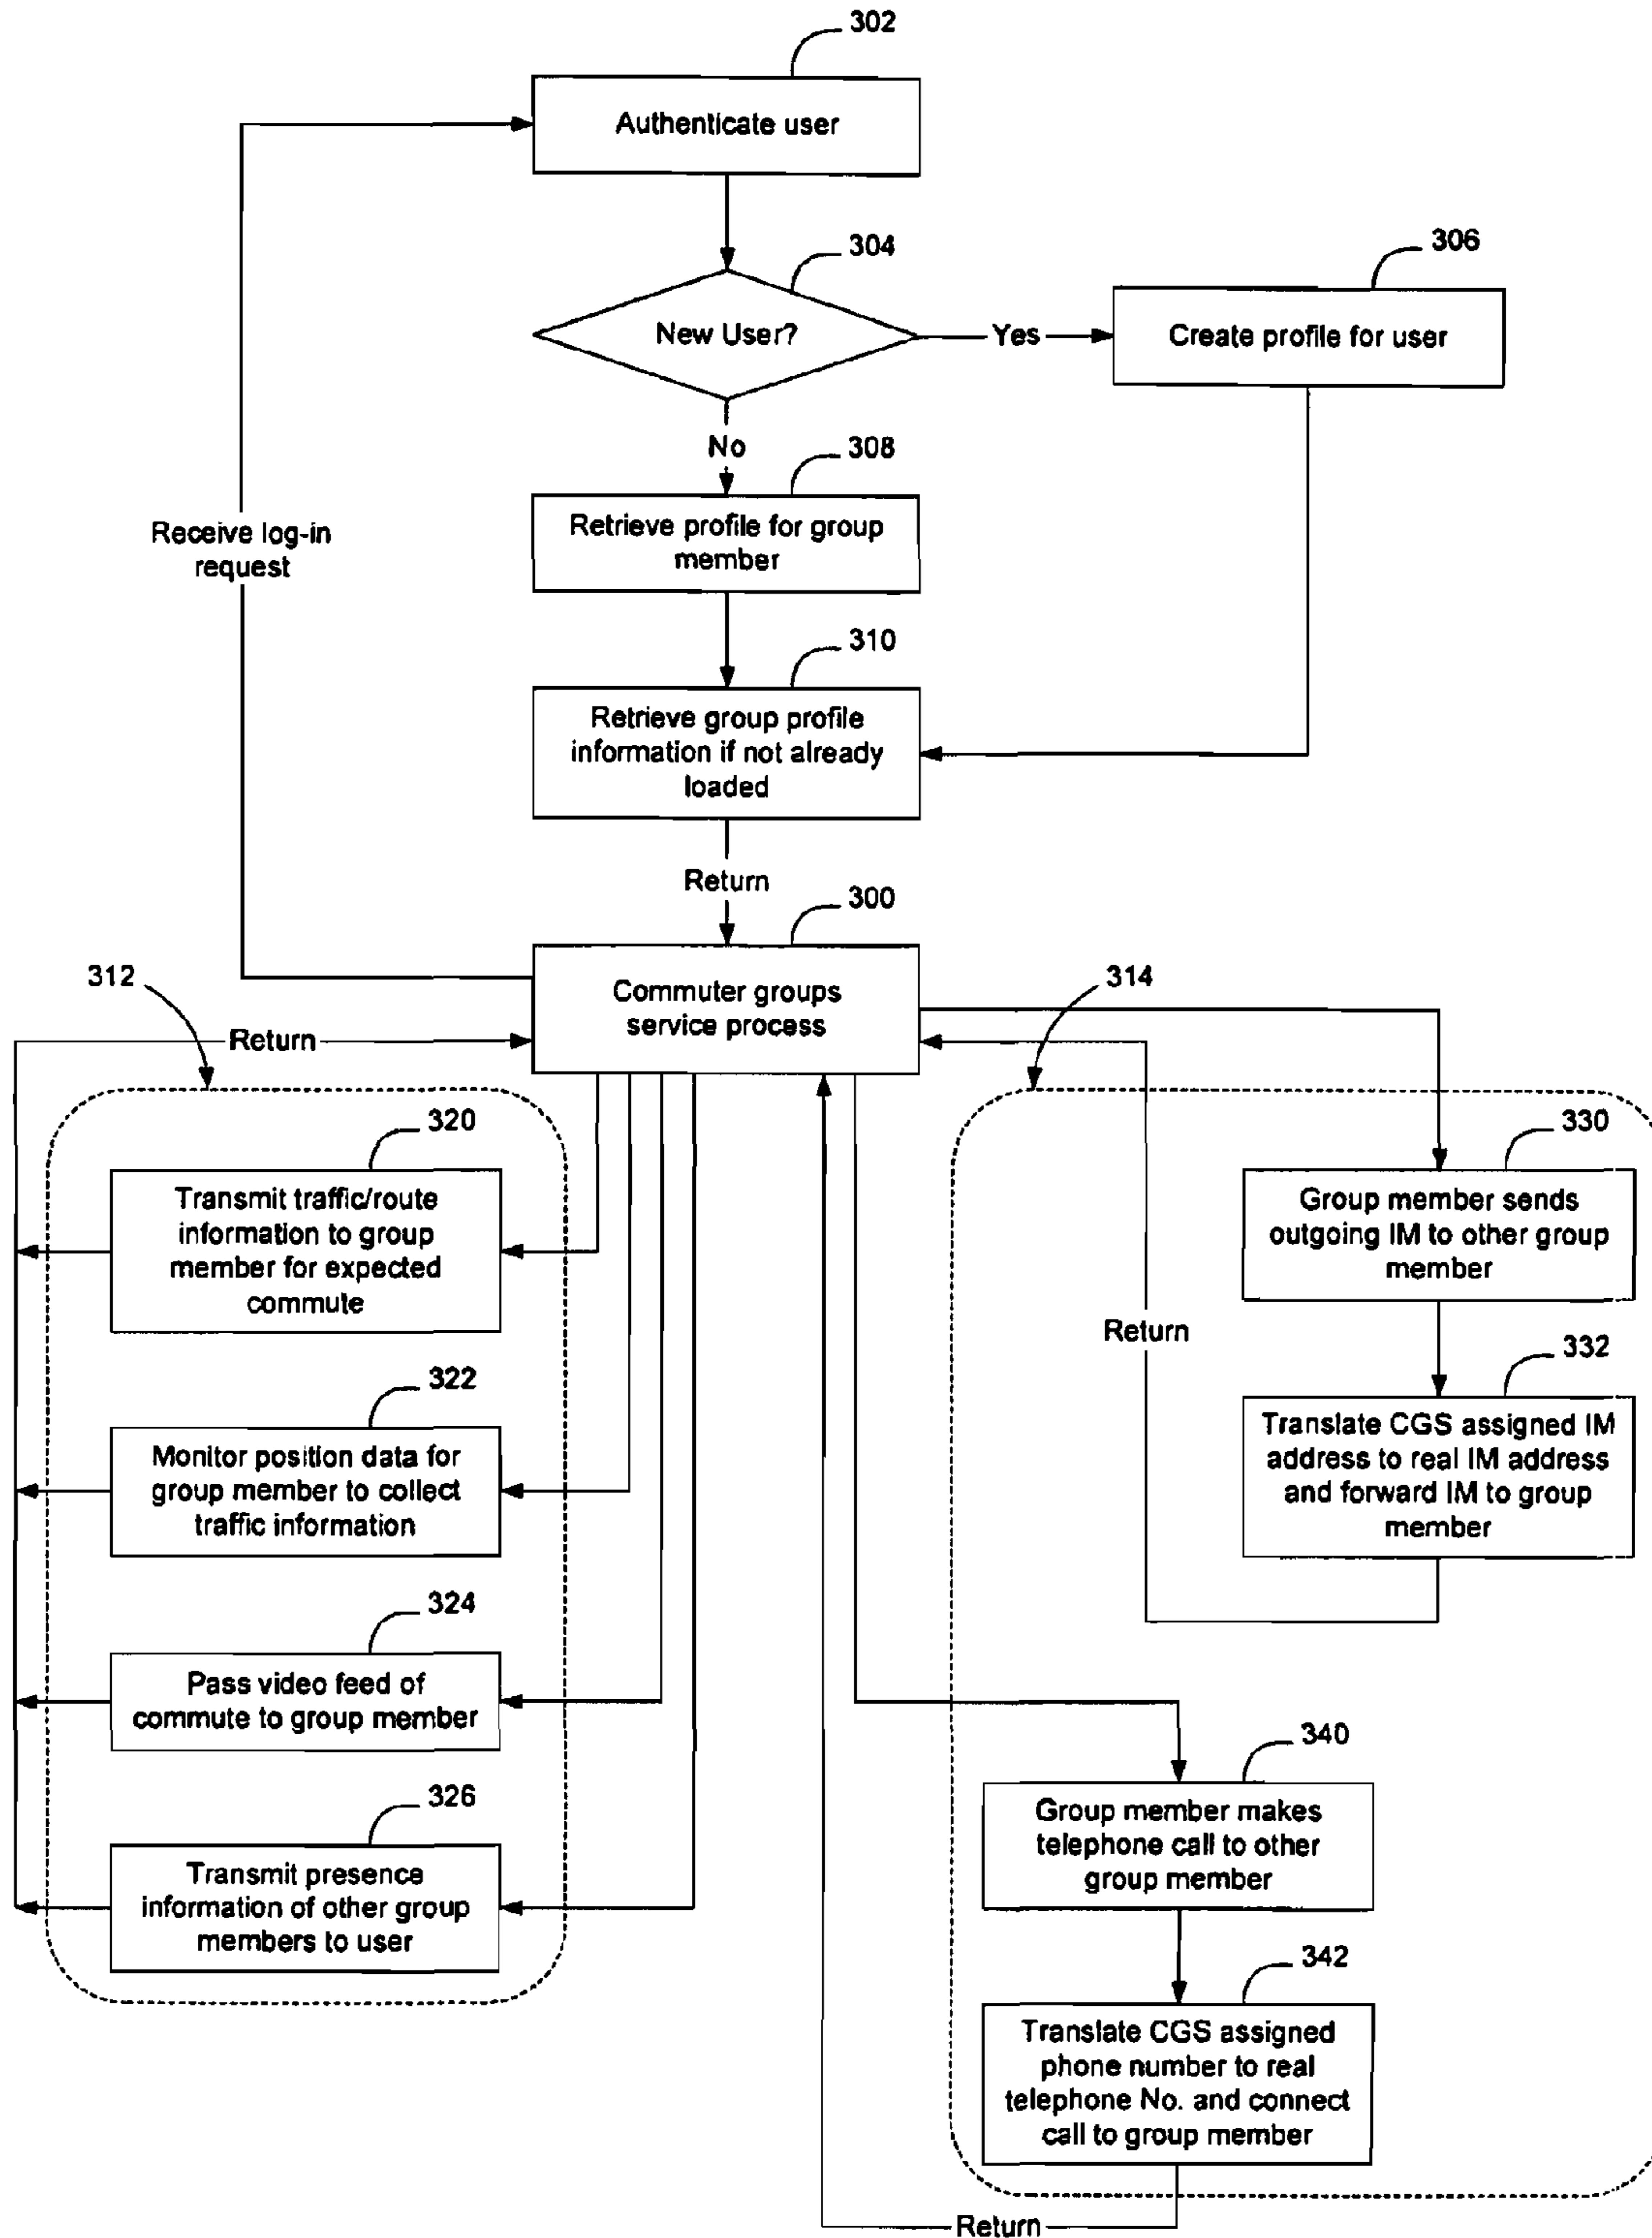 302
Authenticate user
304
306
New User?
Yes
Create profile for user
No
308
Retrieve profile for group
member
Receive log-in
request
310
Retrieve group profile
information if not already
loaded
Return
300
Commuter groups
service process
312
314
Return
320
Transmit traffic/route
information to group
member for expected
commute
330
Group member sends
outgoing IM to other group
member
Return
332
Translate CGS assigned IM
address to real IM address
and forward IM to group
member
322
Monitor position data for
group member to collect
traffic information
324
Pass video feed of
commute to group member
340
Group member makes
telephone call to other
group member
326
Transmit presence
information of other group
members to user
342
Translate CGS assigned
phone number to real
telephone No. and connect
call to group member
Return